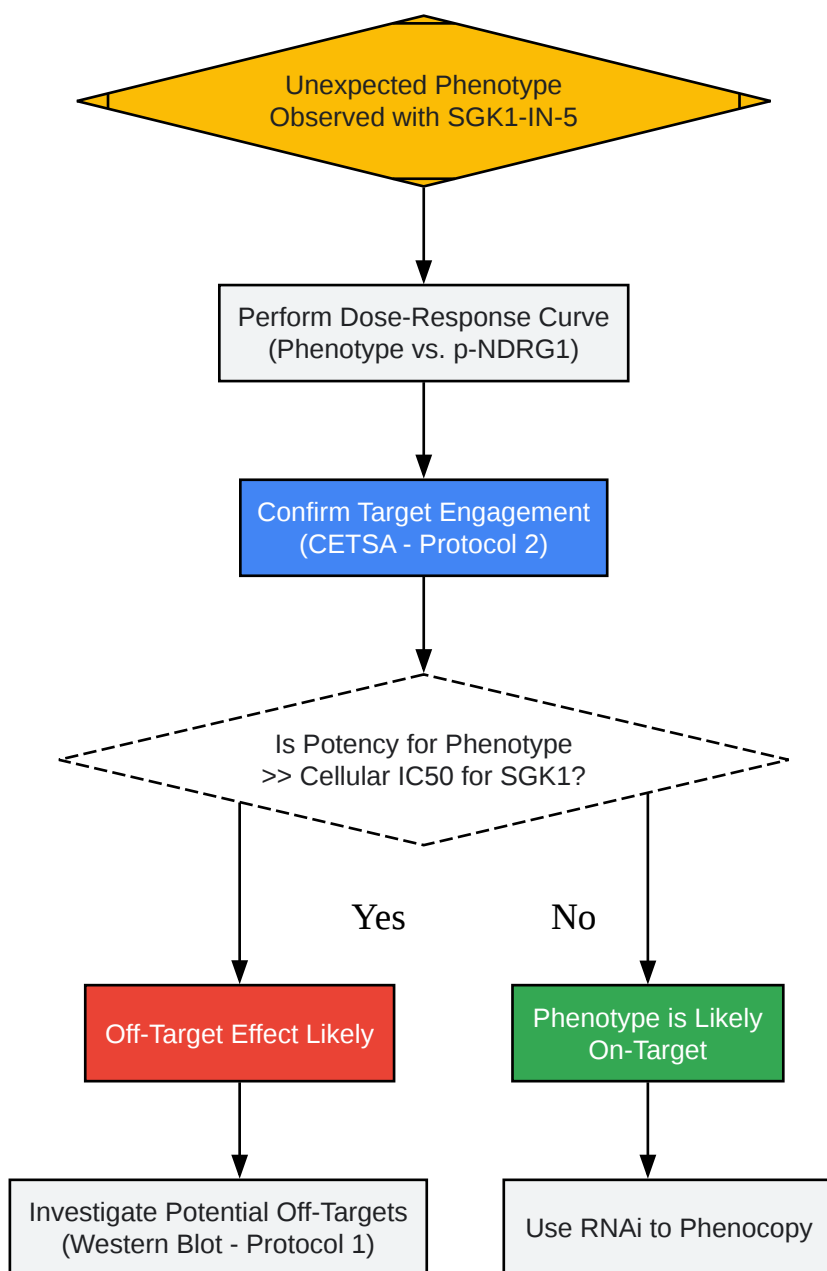 Unexpected Phenotype
Observed with SGK1-IN-5
Perform Dose-Response Curve
(Phenotype vs. p-NDRG1)
Confirm Target Engagement
(CETSA - Protocol 2)
Is Potency for Phenotype
>> Cellular IC50 for SGK1?
Yes
No
Off-Target Effect Likely
Phenotype is Likely
On-Target
Investigate Potential Off-Targets
(Western Blot - Protocol 1)
Use RNAi to Phenocopy